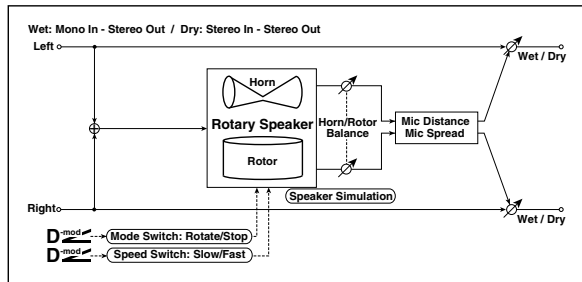 Wet: Mono In - Stereo Out / Dry: Stereo In - Stereo Out
Left
Wet / Dry
Horn
Rotary Speaker
Rotor
Horn/Rotor
Balance
Mic Distance
Mic Spread
Speaker Simulation
Right
Wet / Dry
D-mod
Mode Switch: Rotate/Stop
D-mod
Speed Switch: Slow/Fast